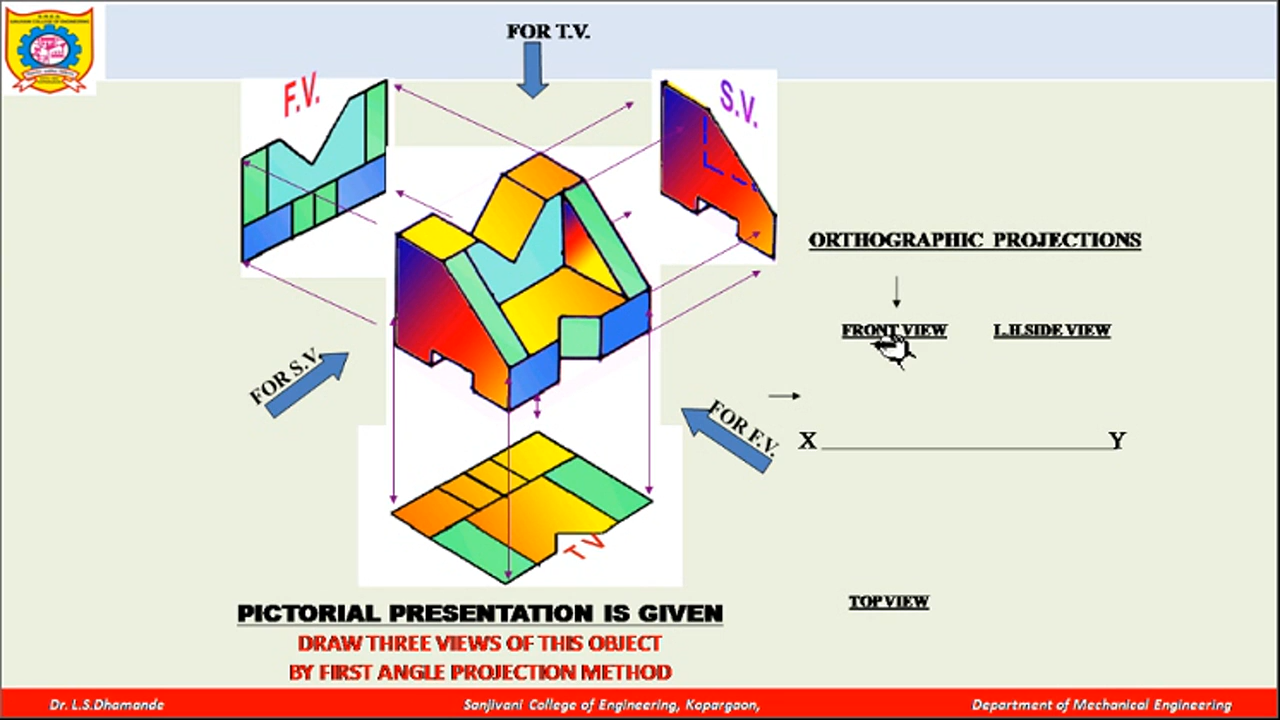 FOR T.V.
F.V.
S.V.
ORTHOGRAPHIC PROJECTIONS
FRONT VIEW
L.H.SIDE VIEW
FOR S.V.
FOR F.V.
X
Y
T V
TOP VIEW
PICTORIAL PRESENTATION IS GIVEN
DRAW THREE VIEWS OF THIS OBJECT
BY FIRST ANGLE PROJECTION METHOD
Dr. L.S.Dhamande
Sanjivani College of Engineering, Kopargaon,
Department of Mechanical Engineering